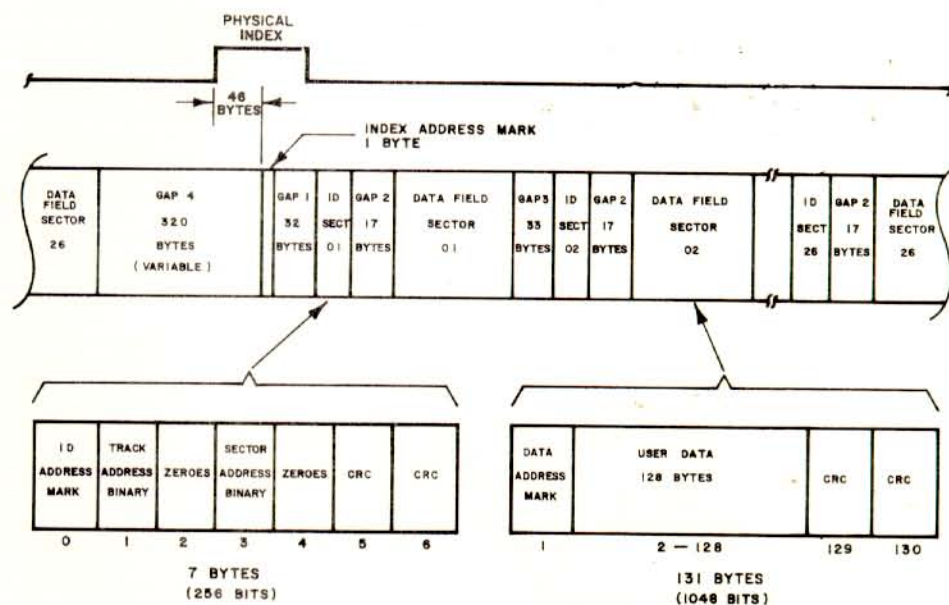 PHYSICAL
INDEX
46
BYTES
INDEX ADDRESS MARK
1 BYTE
DATA
FIELD
SECTOR
26
GAP 4
320
BYTES
(VARIABLE)
GAP 1
32
BYTES
ID
SECT
01
GAP 2
17
BYTES
DATA FIELD
SECTOR
01
GAP3
33
BYTES
ID
SECT
02
GAP 2
17
BYTES
DATA FIELD
SECTOR
02
ID
SECT
26
GAP 2
17
BYTES
DATA
FIELD
SECTOR
26
ID
ADDRESS
MARK
TRACK
ADDRESS
BINARY
ZEROES
SECTOR
ADDRESS
BINARY
ZEROES
CRC
CRC
0 1 2 3 4 5 6
7 BYTES
(256 BITS)
DATA
ADDRESS
MARK
USER DATA
128 BYTES
CRC
CRC
1 2 — 128 129 130
131 BYTES
(1048 BITS)